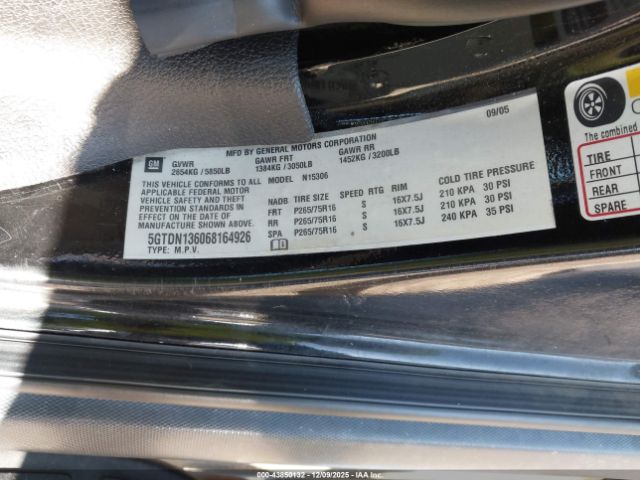 MFD BY GENERAL MOTORS CORPORATION
09/05
GM
GVWR GAWR FRT GAWR RR
2654KG / 5850LB 1384KG / 3050LB 1452KG / 3200LB
THIS VEHICLE CONFORMS TO ALL
APPLICABLE FEDERAL MOTOR
VEHICLE SAFETY AND THEFT
PREVENTION STANDARDS IN
EFFECT ON THE DATE OF
MANUFACTURE SHOWN ABOVE.
5GTDN136068164926
TYPE: M.P.V.
MODEL N15306
NADB TIRE SIZE SPEED RTG RIM COLD TIRE PRESSURE
FRT P265/75R16 S 16X7.5J 210 KPA 30 PSI
RR P265/75R16 S 16X7.5J 210 KPA 30 PSI
SPA P265/75R16 S 16X7.5J 240 KPA 35 PSI
The combined
TIRE
FRONT
REAR
SPARE
000-43850132 - 12/09/2025 - IAA